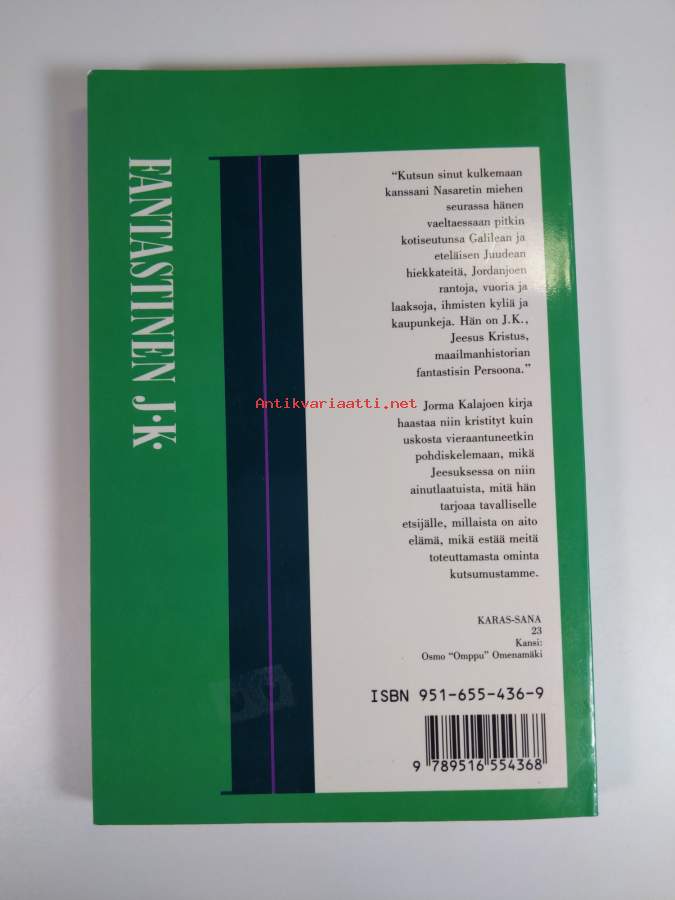 FANTASTINEN J·K·
“Kutsun sinut kulkemaan
kanssani Nasaretin miehen
seurassa hänen
vaeltaessaan pitkin
kotiseutunsa Galilean ja
eteläisen Juudean
hiekkateitä, Jordanjoen
rantoja, vuoria ja
laaksoja, ihmisten kyliä ja
kaupunkeja. Hän on J.K.,
Jeesus Kristus,
maailmanhistorian
fantastisin Persoona.”
Antikvariaatti.net
Jorma Kalajoen kirja
haastaa niin kristityt kuin
uskosta vieraantuneetkin
pohdiskelemaan, mikä
Jeesuksessa on niin
ainutlaatuista, mitä hän
tarjoaa tavalliselle
etsijälle, millaista on aito
elämä, mikä estää meitä
toteuttamasta ominta
kutsumustamme.
KARAS-SANA
23
Kansi:
Osmo “Omppu” Omenamäki
ISBN 951-655-436-9
9 789516 554368